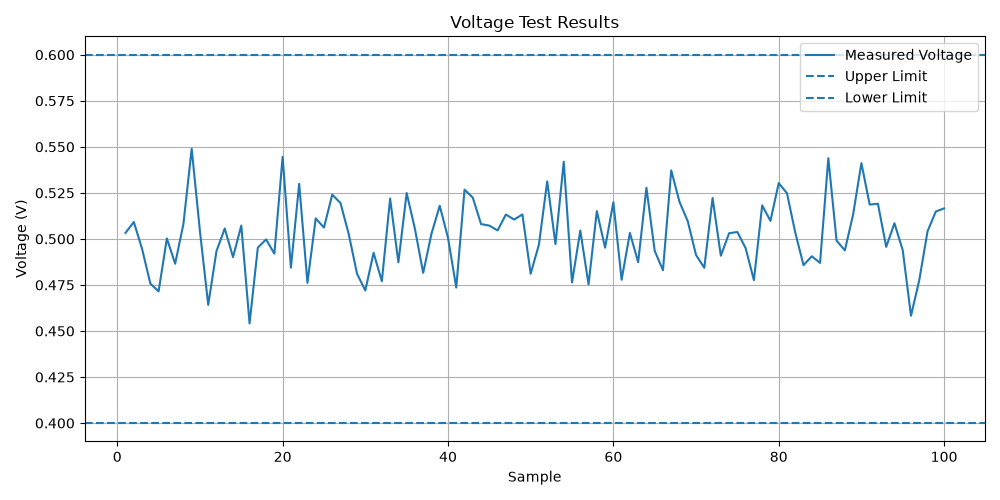 Voltage Test Results
Measured Voltage
Upper Limit
Lower Limit
Voltage (V)
0.600
0.575
0.550
0.525
0.500
0.475
0.450
0.425
0.400
0 20 40 60 80 100
Sample